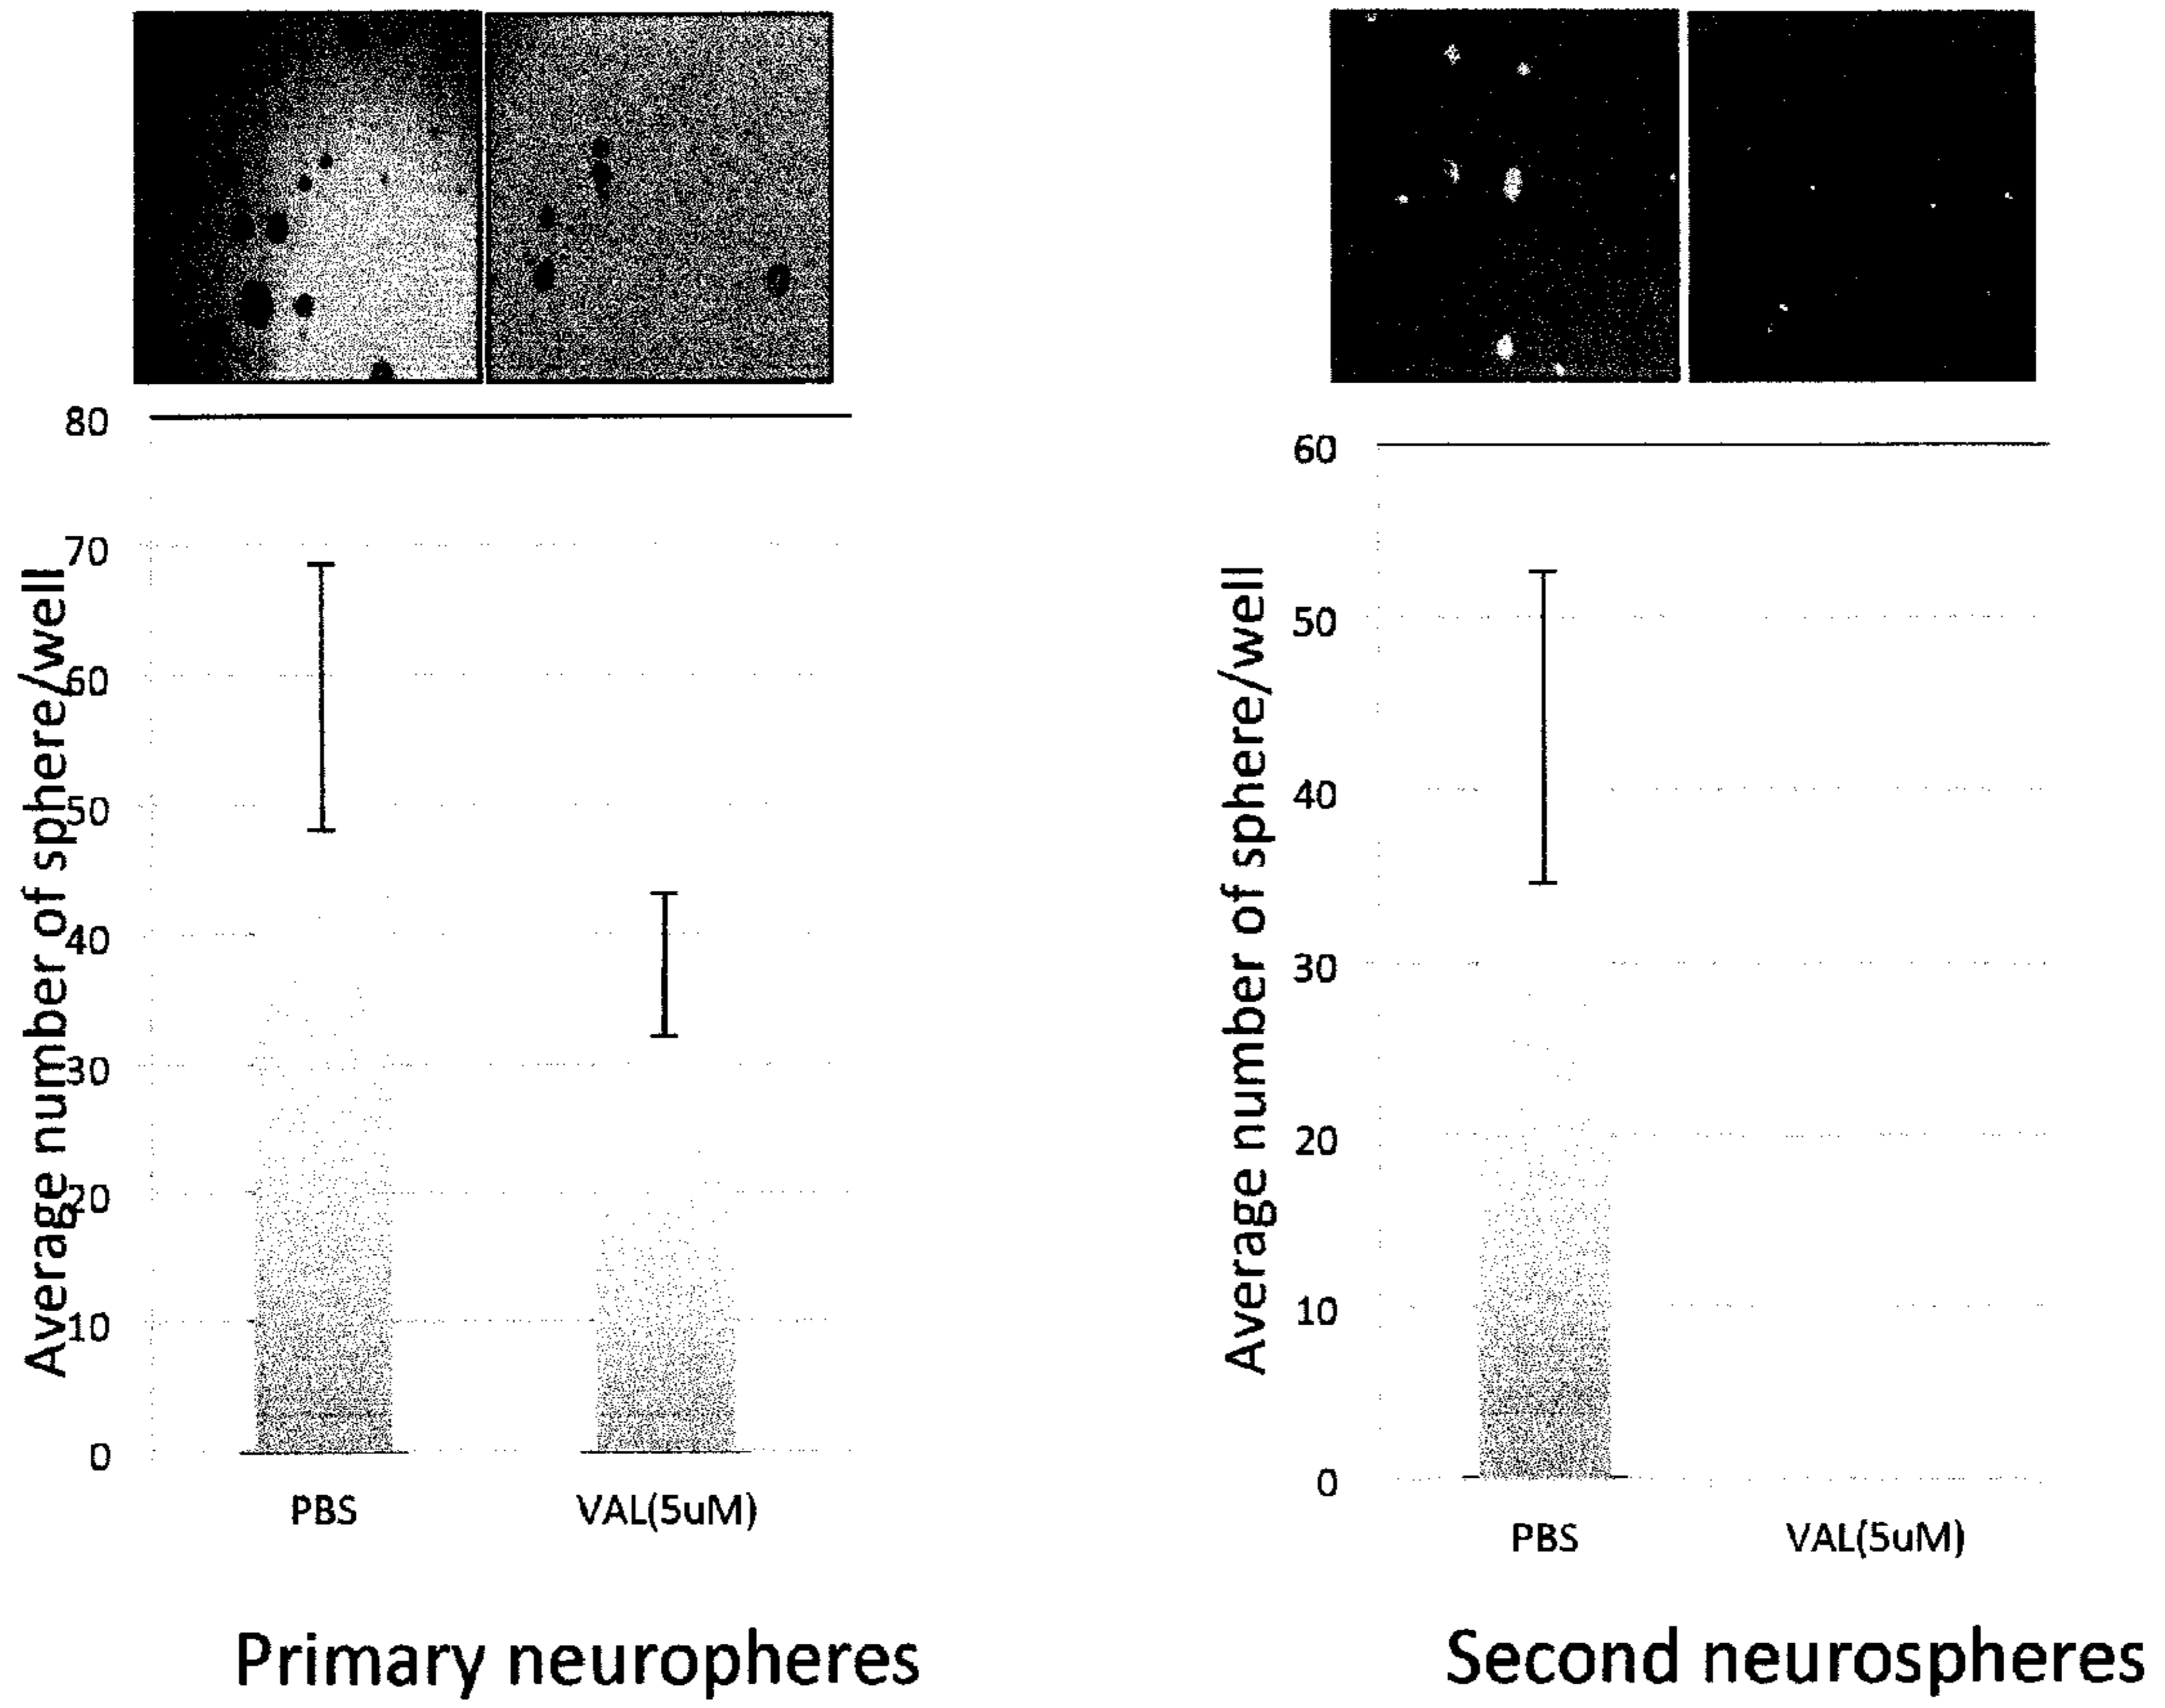 Average number of sphere/well
80
70
60
50
40
30
20
10
0
PBS VAL(5uM)
Primary neuropheres
Average number of sphere/well
60
50
40
30
20
10
0
PBS VAL(5uM)
Second neurospheres